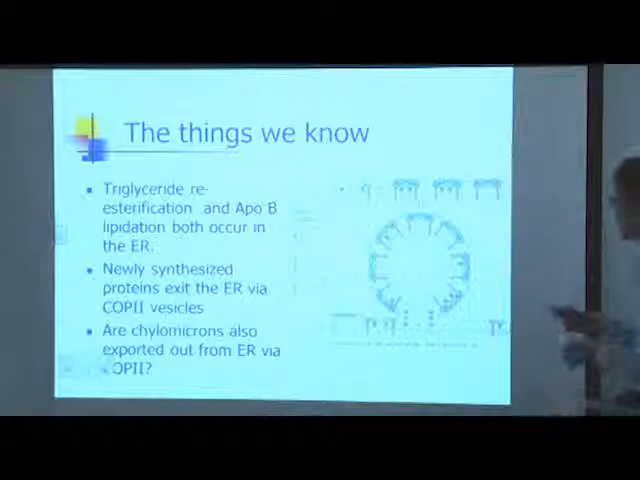 The things we know
Triglyceride re-
esterification and Apo B
lipidation both occur in
the ER.
Newly synthesized
proteins exit the ER via
COPII vesicles
Are chylomicrons also
exported out from ER via
COPII?